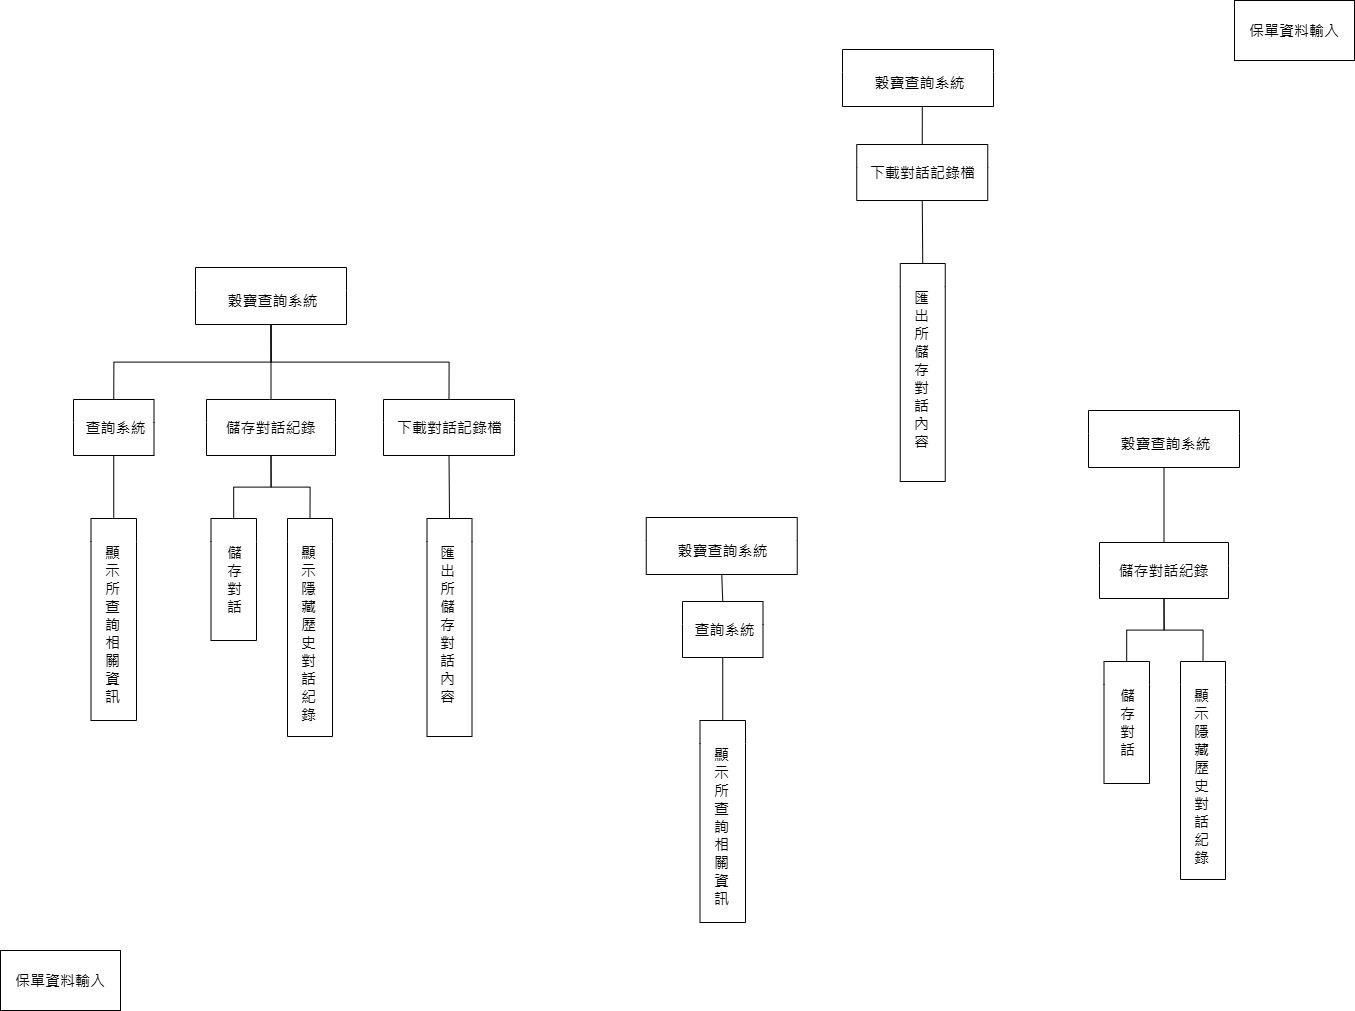 保單資料輸入
穀寶查詢系統
下載對話記錄檔
匯出所儲存對話內容
穀寶查詢系統
查詢系統
儲存對話紀錄
下載對話記錄檔
顯示所查詢相關資訊
儲存對話
顯示隱藏歷史對話紀錄
匯出所儲存對話內容
穀寶查詢系統
查詢系統
顯示所查詢相關資訊
穀寶查詢系統
儲存對話紀錄
儲存對話
顯示隱藏歷史對話紀錄
保單資料輸入